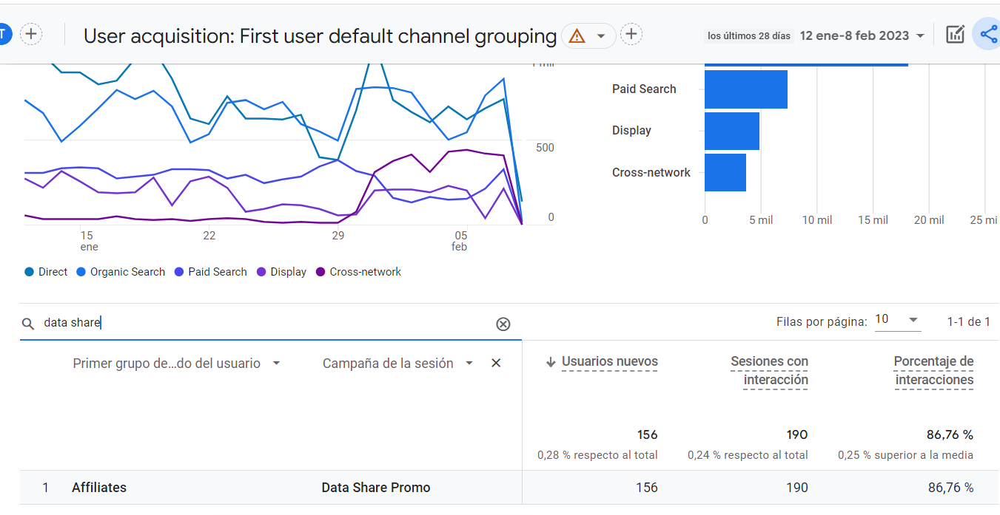 T
User acquisition: First user default channel grouping
los últimos 28 días 12 ene-8 feb 2023
500
0
15 22 29 05
ene feb
Direct Organic Search Paid Search Display Cross-network
Paid Search
Display
Cross-network
0 5 mil 10 mil 15 mil 20 mil 25 mi
data share
Filas por página: 10 1-1 de 1
Primer grupo de...do del usuario Campaña de la sesión
Usuarios nuevos Sesiones con Porcentaje de
interacción interacciones
156 190 86,76 %
0,28 % respecto al total 0,24 % respecto al total 0,25 % superior a la media
1 Affiliates Data Share Promo 156 190 86,76 %